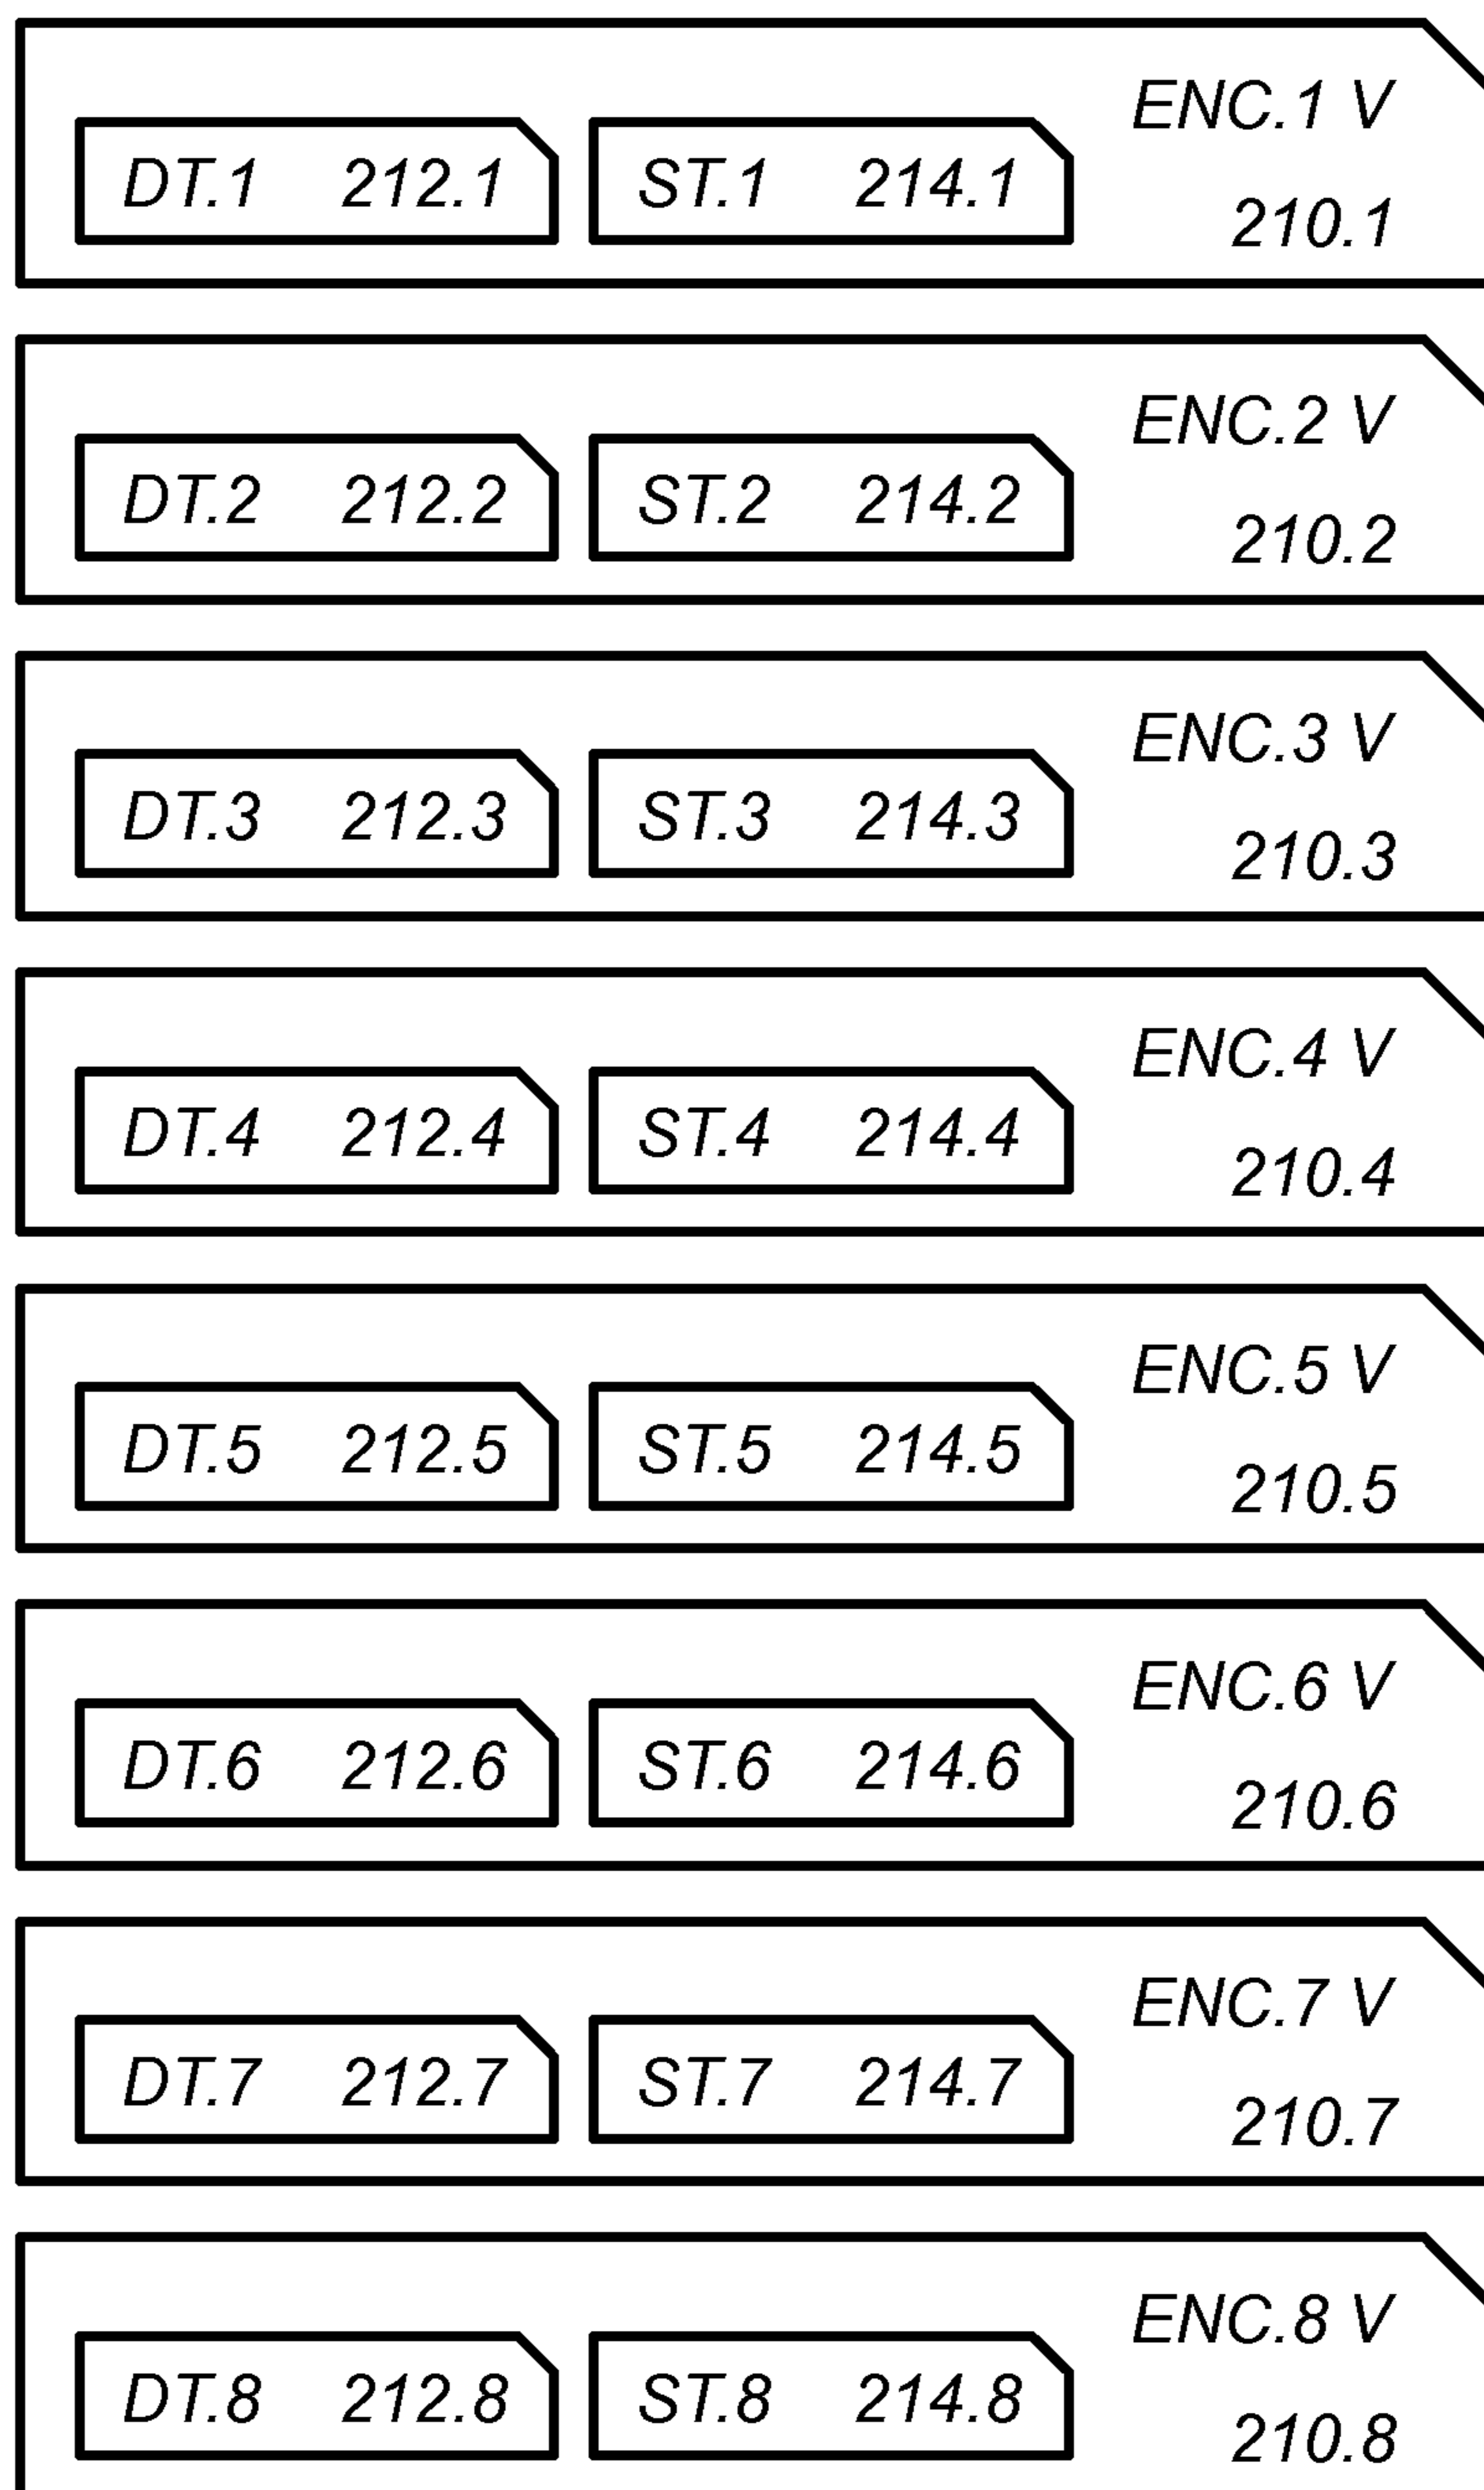 ENC.1 V
DT.1 212.1 ST.1 214.1
210.1
ENC.2 V
DT.2 212.2 ST.2 214.2
210.2
ENC.3 V
DT.3 212.3 ST.3 214.3
210.3
ENC.4 V
DT.4 212.4 ST.4 214.4
210.4
ENC.5 V
DT.5 212.5 ST.5 214.5
210.5
ENC.6 V
DT.6 212.6 ST.6 214.6
210.6
ENC.7 V
DT.7 212.7 ST.7 214.7
210.7
ENC.8 V
DT.8 212.8 ST.8 214.8
210.8